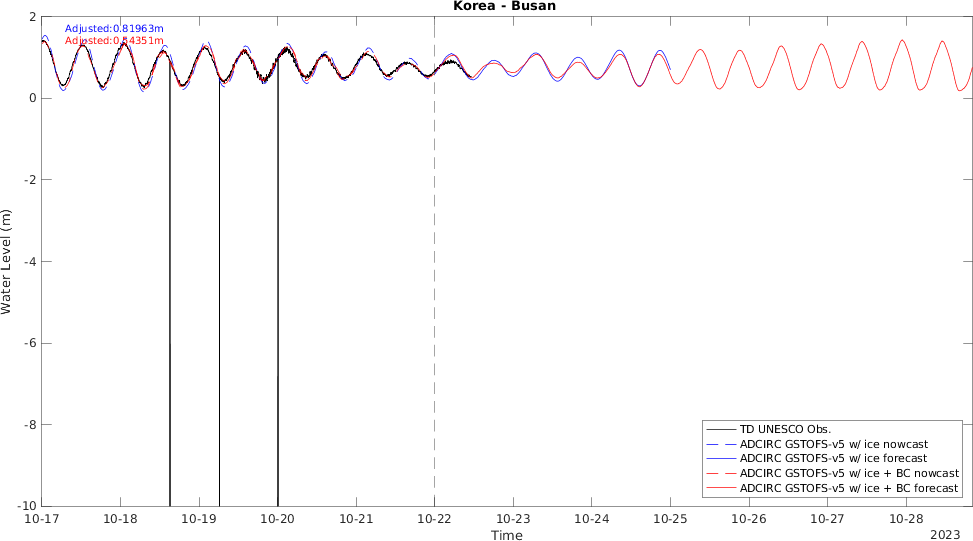 Korea - Busan
Adjusted:0.81963m
Adjusted:0.84351m
2
0
-2
-4
-6
-8
-10
Water Level (m)
10-17 10-18 10-19 10-20 10-21 10-22 10-23 10-24 10-25 10-26 10-27 10-28
Time
2023
TD UNESCO Obs.
ADCIRC GSTOFS-v5 w/ ice nowcast
ADCIRC GSTOFS-v5 w/ ice forecast
ADCIRC GSTOFS-v5 w/ ice + BC nowcast
ADCIRC GSTOFS-v5 w/ ice + BC forecast